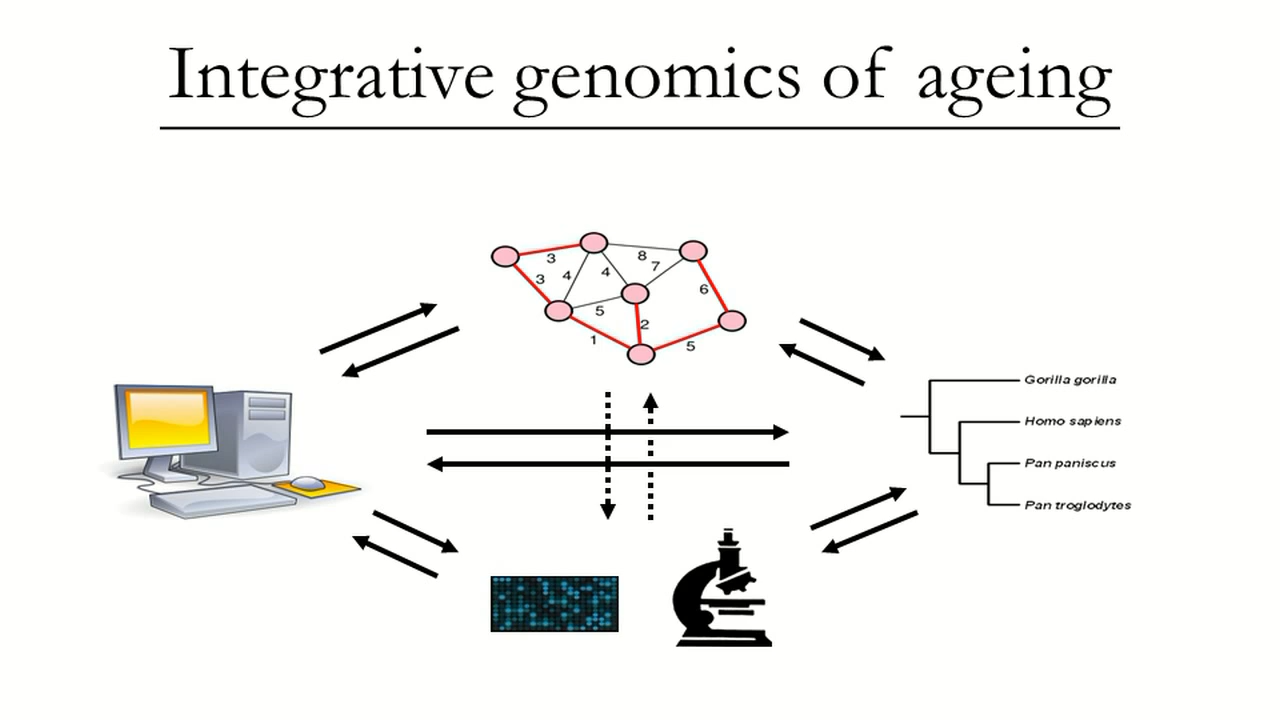 Integrative genomics of ageing
3
8
7
3
4
4
6
5
2
1
5
Gorilla gorilla
Homo sapiens
Pan paniscus
Pan troglodytes